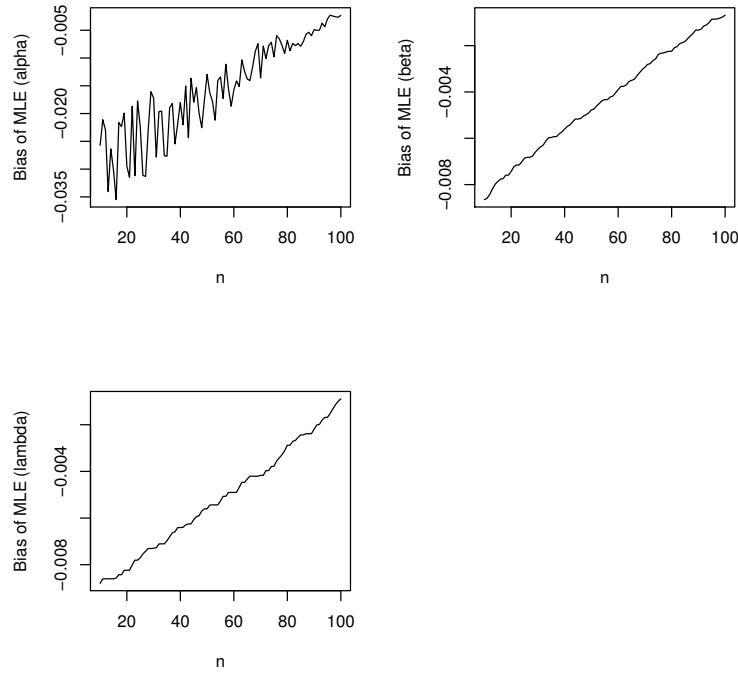 Bias of MLE (alpha)
−0.035
−0.020
−0.005
20 40 60 80 100
n
Bias of MLE (beta)
−0.008
−0.004
20 40 60 80 100
n
Bias of MLE (lambda)
−0.008
−0.004
20 40 60 80 100
n